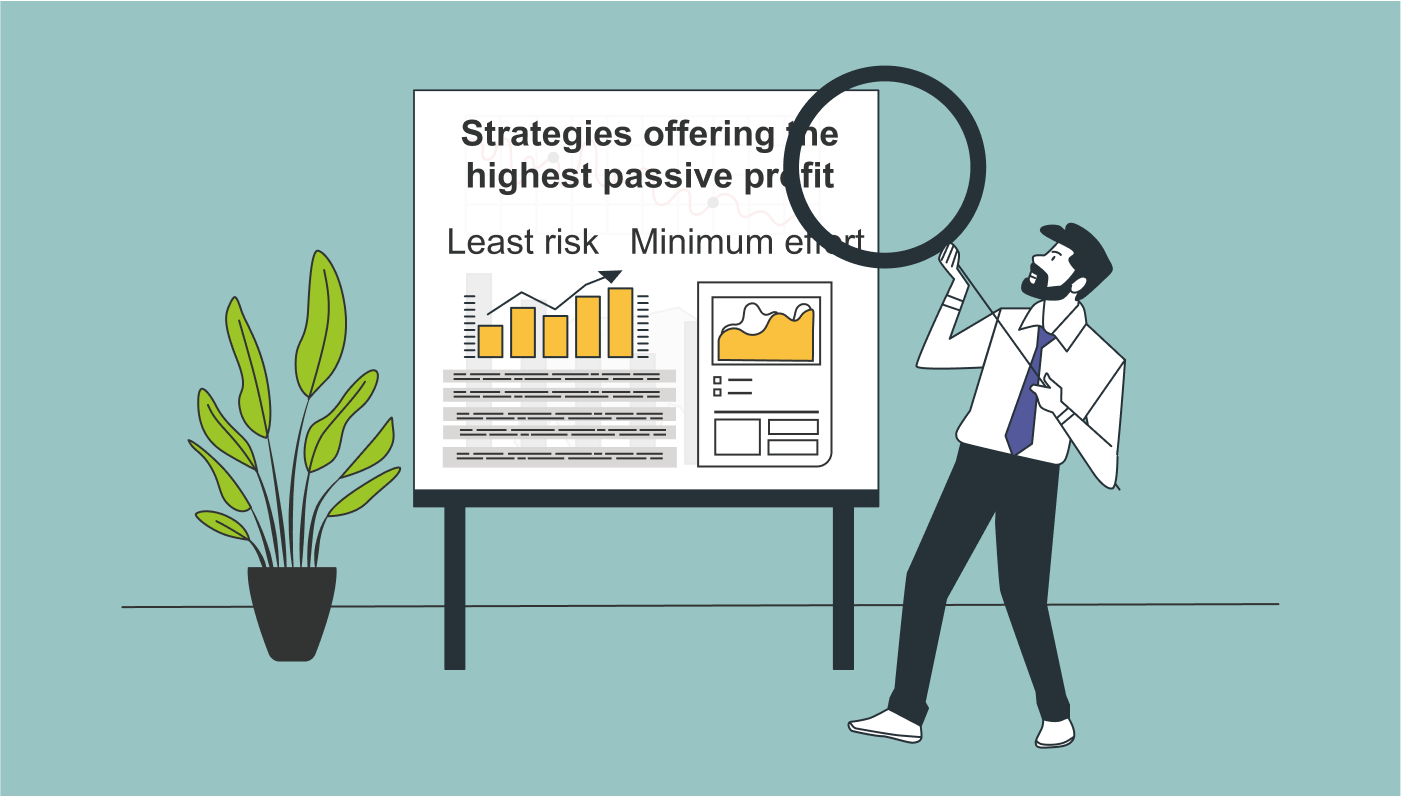 Strategies offering the
highest passive profit
Least risk Minimum effort